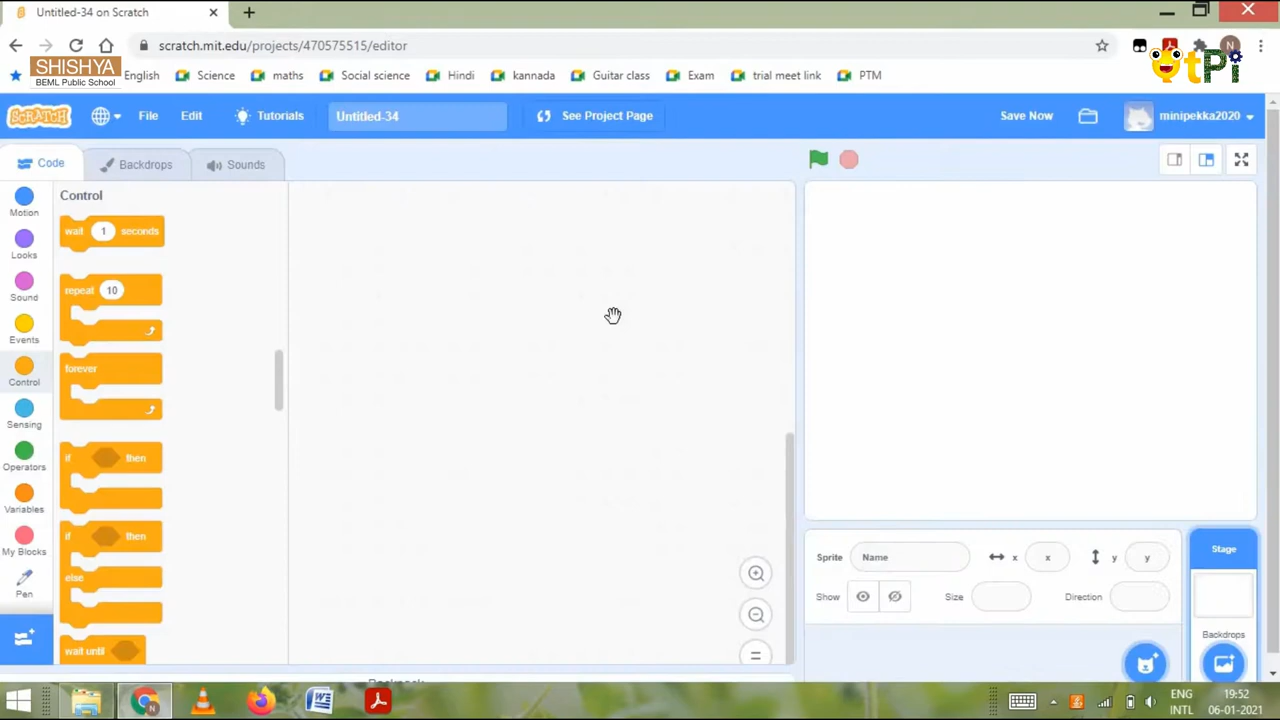 Untitled-34 on Scratch
scratch.mit.edu/projects/470575515/editor
N
SHISHYA
BEML Public School
English
Science
maths
Social science
Hindi
kannada
Guitar class
Exam
trial meet link
PTM
tPi
SCRATCH
File
Edit
Tutorials
Untitled-34
See Project Page
Save Now
minipekka2020
Code
Backdrops
Sounds
Motion
Looks
Sound
Events
Control
Sensing
Operators
Variables
My Blocks
Pen
Control
wait 1 seconds
repeat 10
forever
if then
if then
else
wait until
Sprite Name x x y y
Show Size Direction
Stage
Backdrops
N
ENG
INTL
19:52
06-01-2021